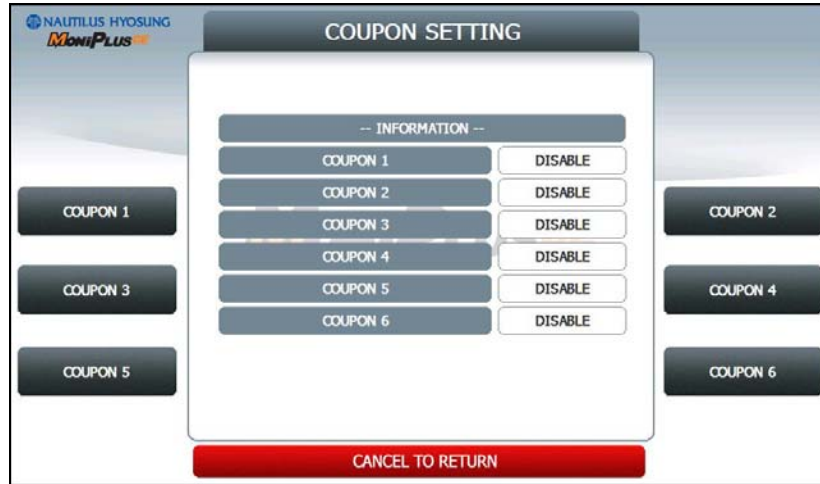 NAUTILUS HYOSUNG
MoniPlus
COUPON SETTING
-- INFORMATION --
COUPON 1 DISABLE
COUPON 2 DISABLE
COUPON 3 DISABLE
COUPON 4 DISABLE
COUPON 5 DISABLE
COUPON 6 DISABLE
COUPON 1
COUPON 2
COUPON 3
COUPON 4
COUPON 5
COUPON 6
CANCEL TO RETURN